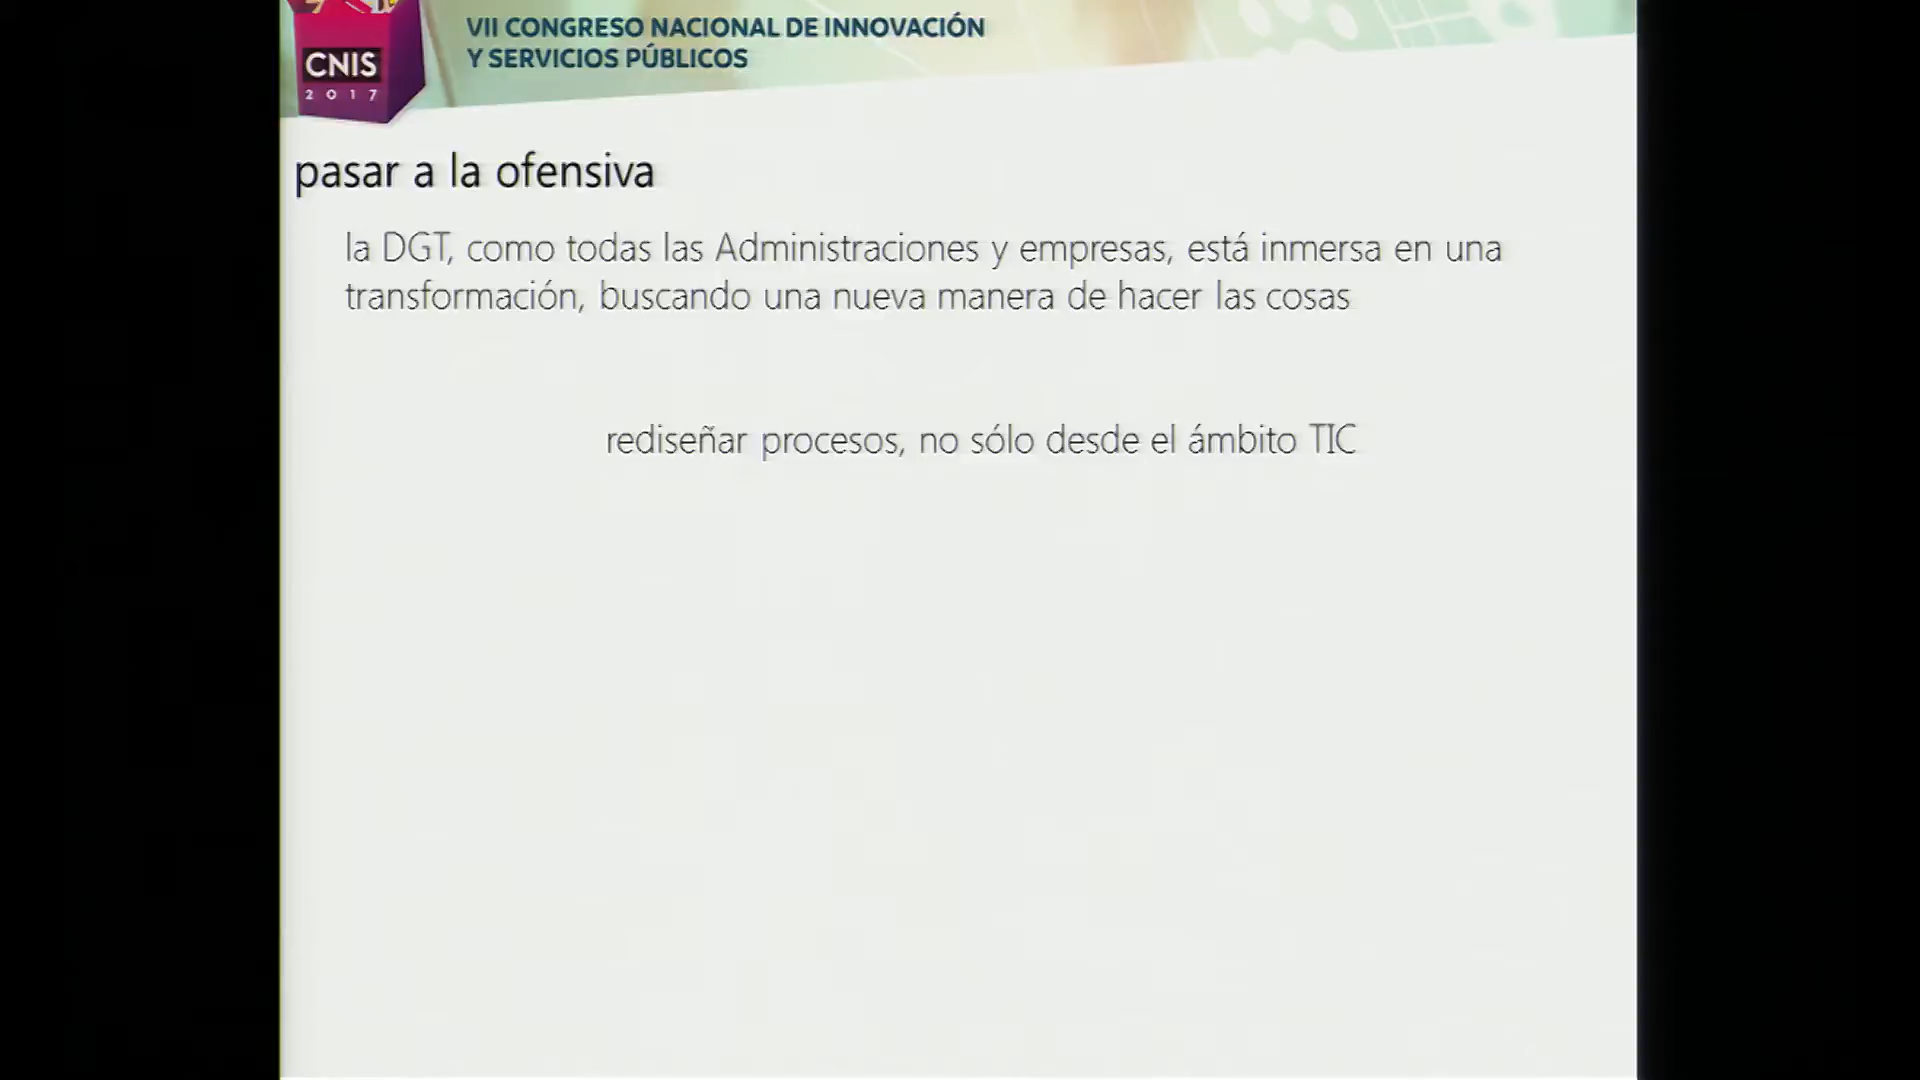 CNIS
2017
VII CONGRESO NACIONAL DE INNOVACIÓN
Y SERVICIOS PÚBLICOS
pasar a la ofensiva
la DGT, como todas las Administraciones y empresas, está inmersa en una
transformación, buscando una nueva manera de hacer las cosas
rediseñar procesos, no sólo desde el ámbito TIC